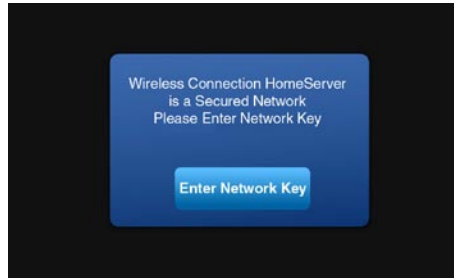 Wireless Connection HomeServer
is a Secured Network
Please Enter Network Key
Enter Network Key